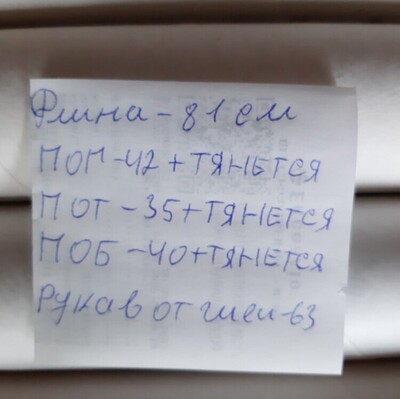 Длина - 81 см
ПОГ - 42 + ТЯНЕТСЯ
ПОТ - 35 + ТЯНЕТСЯ
ПОБ - 40 + ТЯНЕТСЯ
Рукав от шеи - 63